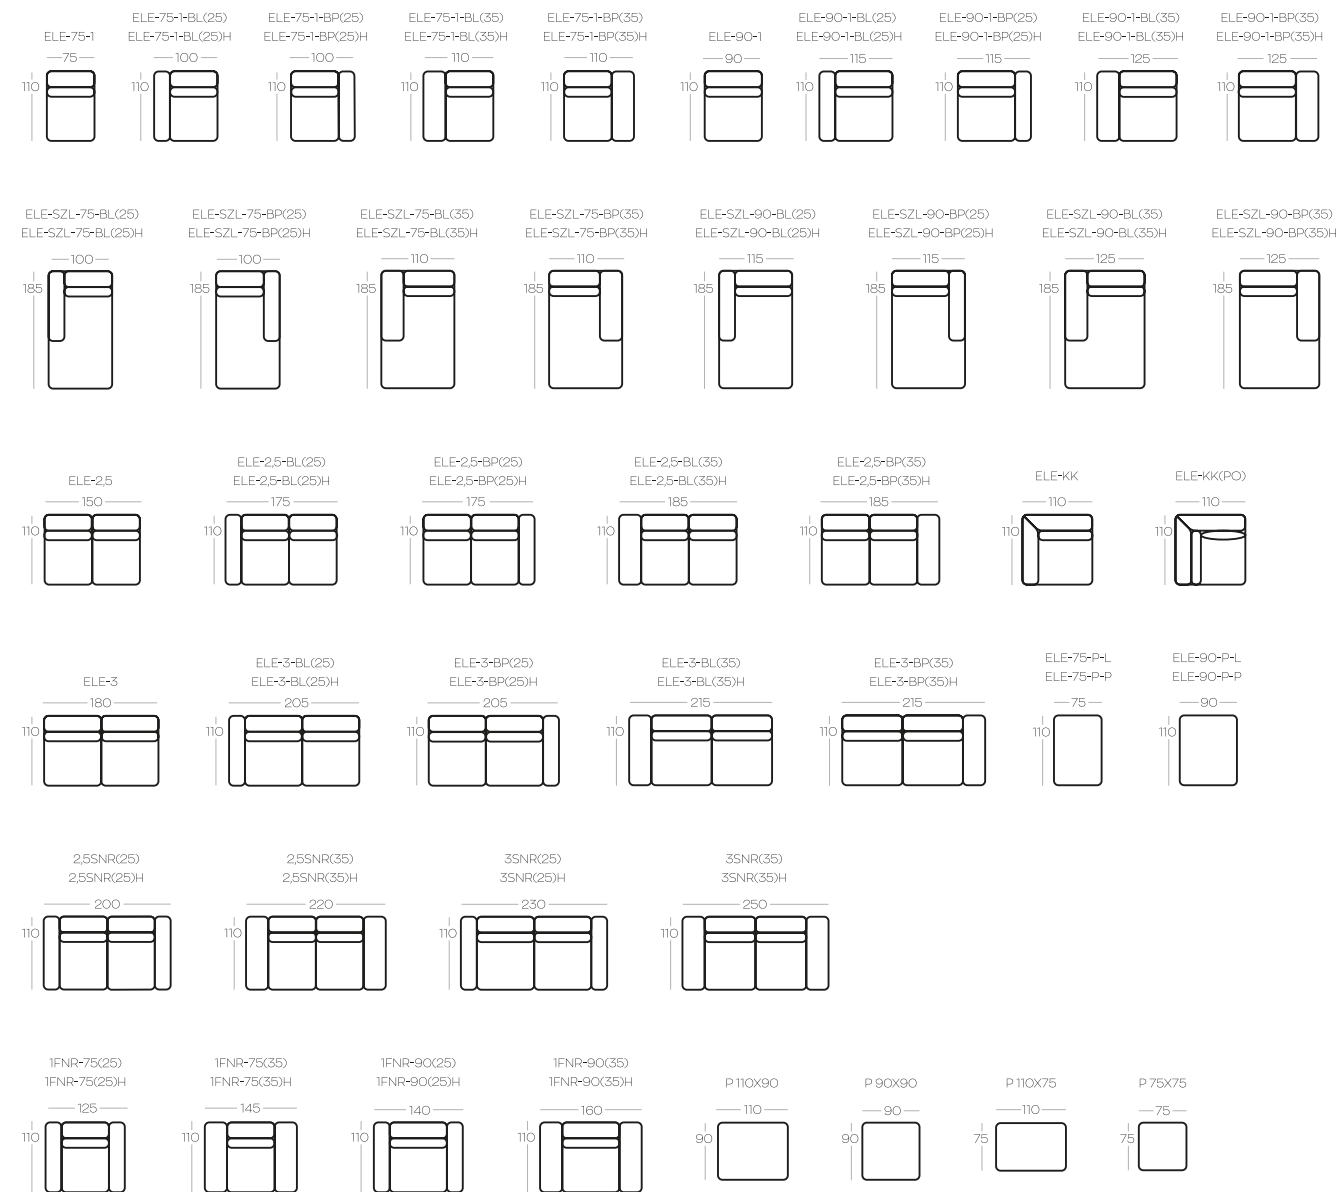 ELE-75-1
75
110
ELE-75-1-BL(25)
ELE-75-1-BL(25)H
100
110
ELE-75-1-BP(25)
ELE-75-1-BP(25)H
100
110
ELE-75-1-BL(35)
ELE-75-1-BL(35)H
110
110
ELE-75-1-BP(35)
ELE-75-1-BP(35)H
110
110
ELE-90-1
90
110
ELE-90-1-BL(25)
ELE-90-1-BL(25)H
115
110
ELE-90-1-BP(25)
ELE-90-1-BP(25)H
115
110
ELE-90-1-BL(35)
ELE-90-1-BL(35)H
125
110
ELE-90-1-BP(35)
ELE-90-1-BP(35)H
125
110
ELE-SZL-75-BL(25)
ELE-SZL-75-BL(25)H
100
185
ELE-SZL-75-BP(25)
ELE-SZL-75-BP(25)H
100
185
ELE-SZL-75-BL(35)
ELE-SZL-75-BL(35)H
110
185
ELE-SZL-75-BP(35)
ELE-SZL-75-BP(35)H
110
185
ELE-SZL-90-BL(25)
ELE-SZL-90-BL(25)H
115
185
ELE-SZL-90-BP(25)
ELE-SZL-90-BP(25)H
115
185
ELE-SZL-90-BL(35)
ELE-SZL-90-BL(35)H
125
185
ELE-SZL-90-BP(35)
ELE-SZL-90-BP(35)H
125
185
ELE-2,5
150
110
ELE-2,5-BL(25)
ELE-2,5-BL(25)H
175
110
ELE-2,5-BP(25)
ELE-2,5-BP(25)H
175
110
ELE-2,5-BL(35)
ELE-2,5-BL(35)H
185
110
ELE-2,5-BP(35)
ELE-2,5-BP(35)H
185
110
ELE-KK
110
110
ELE-KK(PO)
110
110
ELE-3
180
110
ELE-3-BL(25)
ELE-3-BL(25)H
205
110
ELE-3-BP(25)
ELE-3-BP(25)H
205
110
ELE-3-BL(35)
ELE-3-BL(35)H
215
110
ELE-3-BP(35)
ELE-3-BP(35)H
215
110
ELE-75-P-L
ELE-75-P-P
75
110
ELE-90-P-L
ELE-90-P-P
90
110
2,5SNR(25)
2,5SNR(25)H
200
110
2,5SNR(35)
2,5SNR(35)H
220
110
3SNR(25)
3SNR(25)H
230
110
3SNR(35)
3SNR(35)H
250
110
1FNR-75(25)
1FNR-75(25)H
125
110
1FNR-75(35)
1FNR-75(35)H
145
110
1FNR-90(25)
1FNR-90(25)H
140
110
1FNR-90(35)
1FNR-90(35)H
160
110
P 110X90
110
90
P 90X90
90
90
P 110X75
110
75
P 75X75
75
75